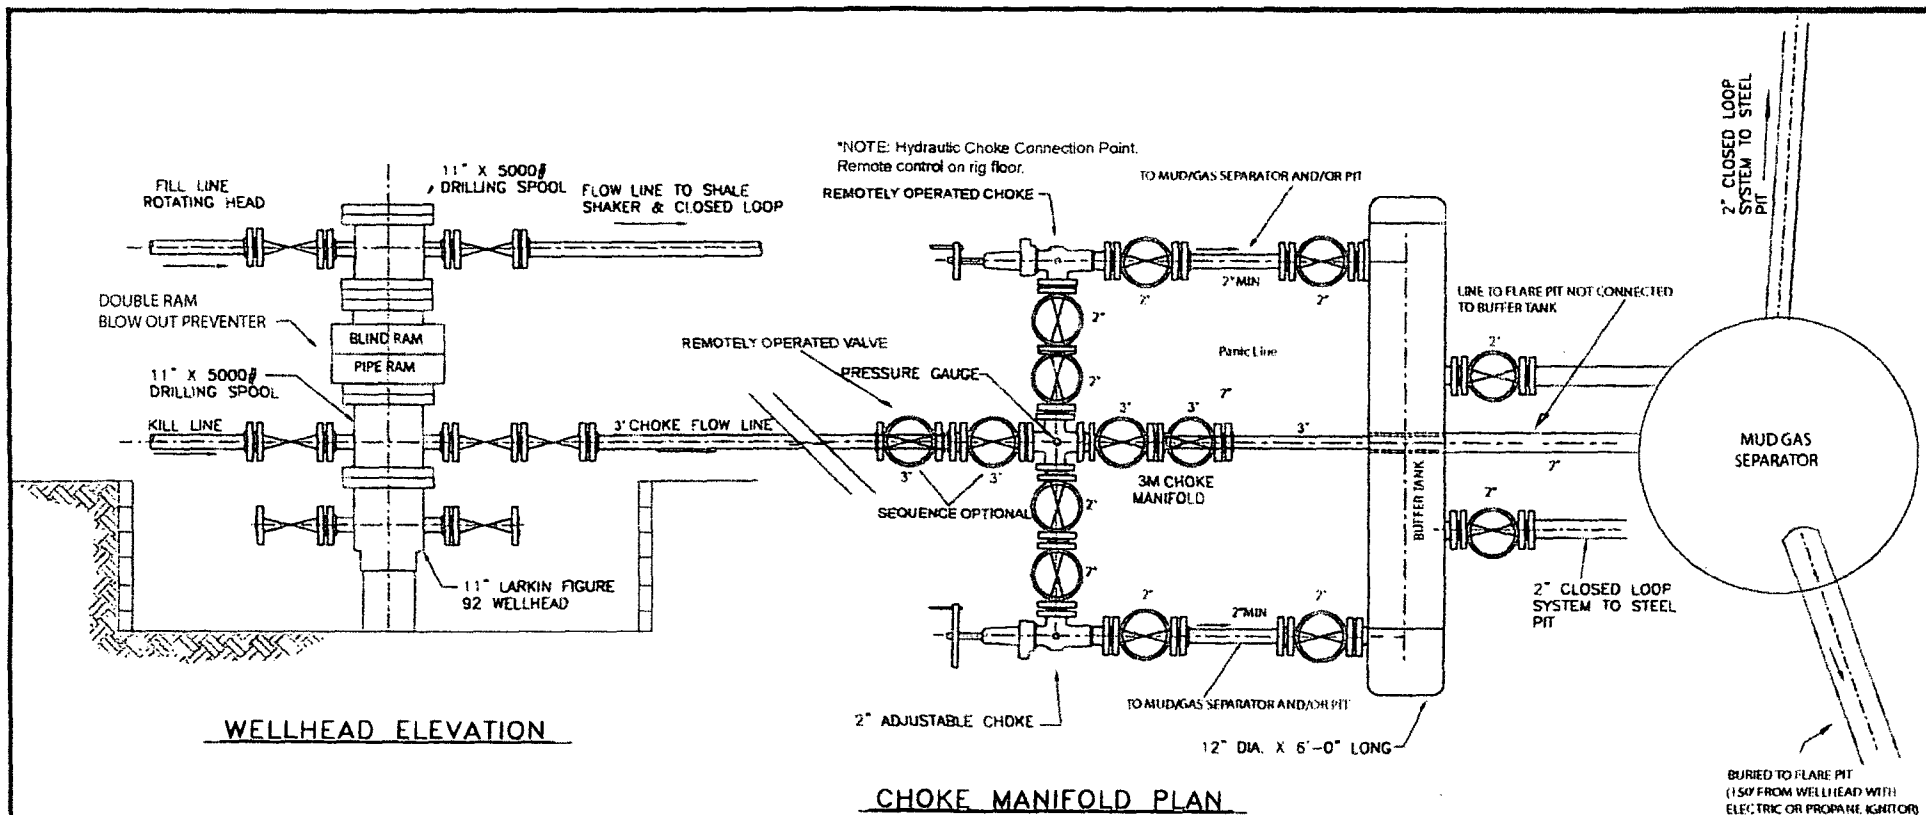 FILL LINE
ROTATING HEAD
11" X 5000#
DRILLING SPOOL
FLOW LINE TO SHALE
SHAKER & CLOSED LOOP
DOUBLE RAM
BLOW OUT PREVENTER
BLIND RAM
PIPE RAM
11" X 5000#
DRILLING SPOOL
KILL LINE
3" CHOKE FLOW LINE
11" LARKIN FIGURE
92 WELLHEAD
WELLHEAD ELEVATION
*NOTE: Hydraulic Choke Connection Point.
Remote control on rig floor.
REMOTELY OPERATED CHOKE
TO MUD/GAS SEPARATOR AND/OR PIT
2"
2"MIN
2"
2"
2"
REMOTELY OPERATED VALVE
PRESSURE GAUGE
Panic Line
3"
3"
2"
3"
3"
3"
SEQUENCE OPTIONAL
3M CHOKE
MANIFOLD
2"
2"
2"
2"MIN
2"
TO MUD/GAS SEPARATOR AND/OR PIT
2" ADJUSTABLE CHOKE
12" DIA. X 6'-0" LONG
BUFFER TANK
CHOKE MANIFOLD PLAN
2" CLOSED LOOP
SYSTEM TO STEEL
PIT
LINE TO FLARE PIT NOT CONNECTED
TO BUFFER TANK
2"
2"
2"
MUD GAS
SEPARATOR
2" CLOSED LOOP
SYSTEM TO STEEL
PIT
BURIED TO FLARE PIT
(150' FROM WELLHEAD WITH
ELECTRIC OR PROPANE IGNITOR)